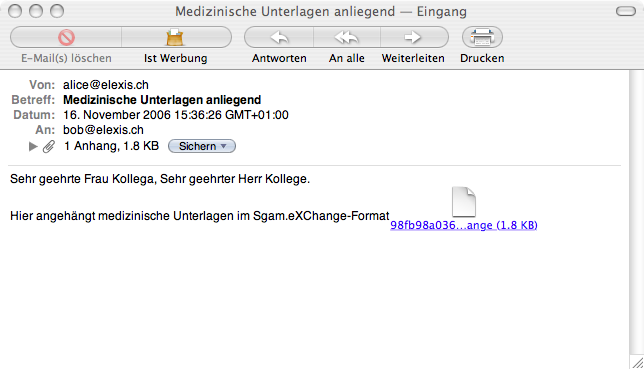 Medizinische Unterlagen anliegend — Eingang
E-Mail(s) löschen Ist Werbung Antworten An alle Weiterleiten Drucken
Von: alice@elexis.ch
Betreff: Medizinische Unterlagen anliegend
Datum: 16. November 2006 15:36:26 GMT+01:00
An: bob@elexis.ch
1 Anhang, 1.8 KB Sichern
Sehr geehrte Frau Kollega, Sehr geehrter Herr Kollege.
Hier angehängt medizinische Unterlagen im Sgam.eXChange-Format
98fb98a036...ange (1.8 KB)